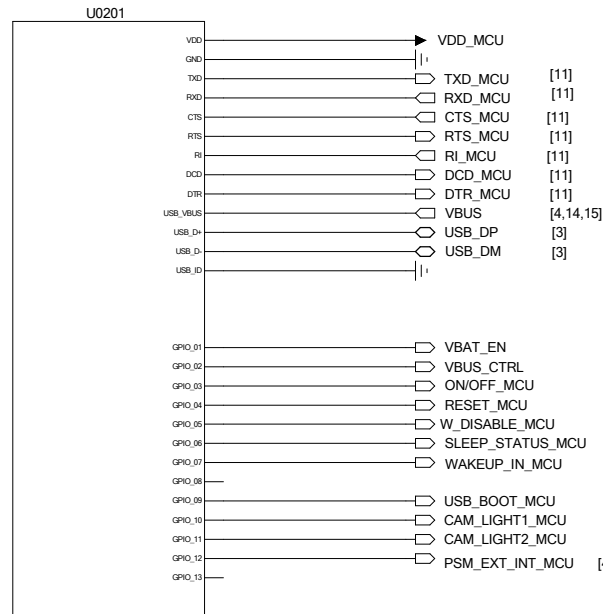 U0201
VDD VDD_MCU
GND
TXD TXD_MCU [11]
RXD RXD_MCU [11]
CTS CTS_MCU [11]
RTS RTS_MCU [11]
RI RI_MCU [11]
DCD DCD_MCU [11]
DTR DTR_MCU [11]
USB_VBUS VBUS [4,14,15]
USB_D+ USB_DP [3]
USB_D- USB_DM [3]
USB_ID
GPIO_01 VBAT_EN
GPIO_02 VBUS_CTRL
GPIO_03 ON/OFF_MCU
GPIO_04 RESET_MCU
GPIO_05 W_DISABLE_MCU
GPIO_06 SLEEP_STATUS_MCU
GPIO_07 WAKEUP_IN_MCU
GPIO_08
GPIO_09 USB_BOOT_MCU
GPIO_10 CAM_LIGHT1_MCU
GPIO_11 CAM_LIGHT2_MCU
GPIO_12 PSM_EXT_INT_MCU
GPIO_13